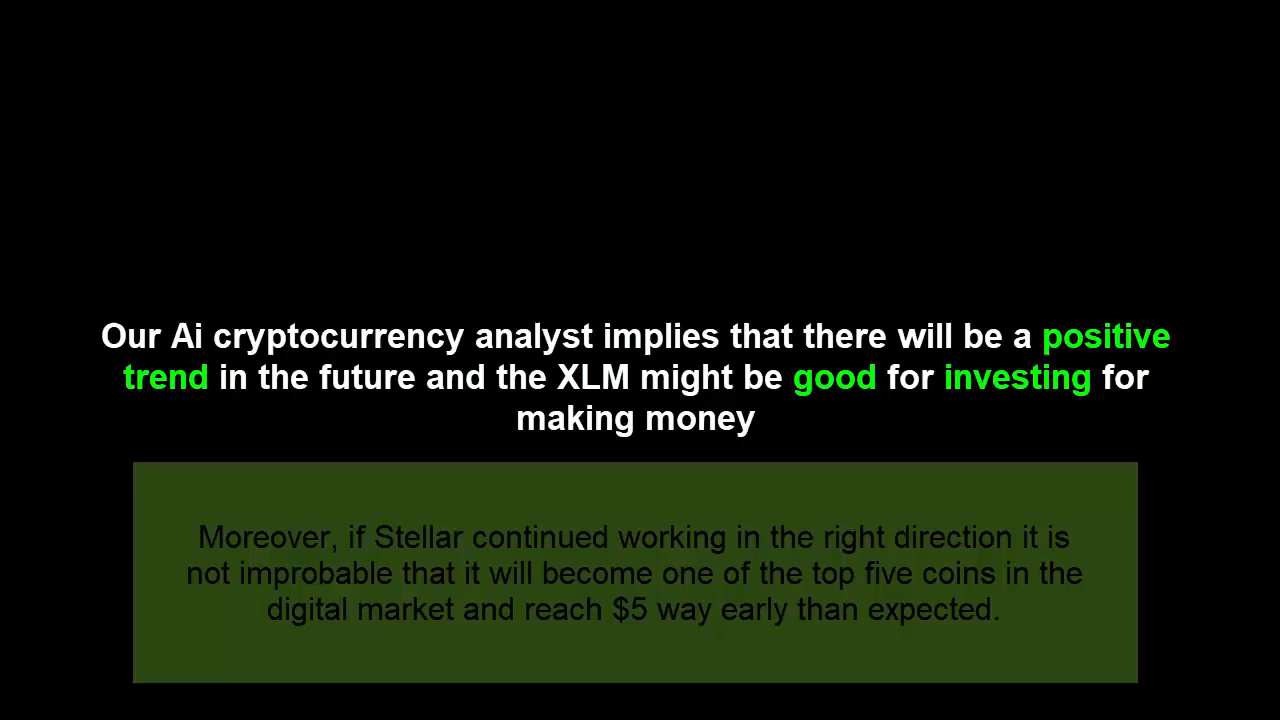 Our Ai cryptocurrency analyst implies that there will be a positive
trend in the future and the XLM might be good for investing for
making money
Moreover, if Stellar continued working in the right direction it is
not improbable that it will become one of the top five coins in the
digital market and reach $5 way early than expected.